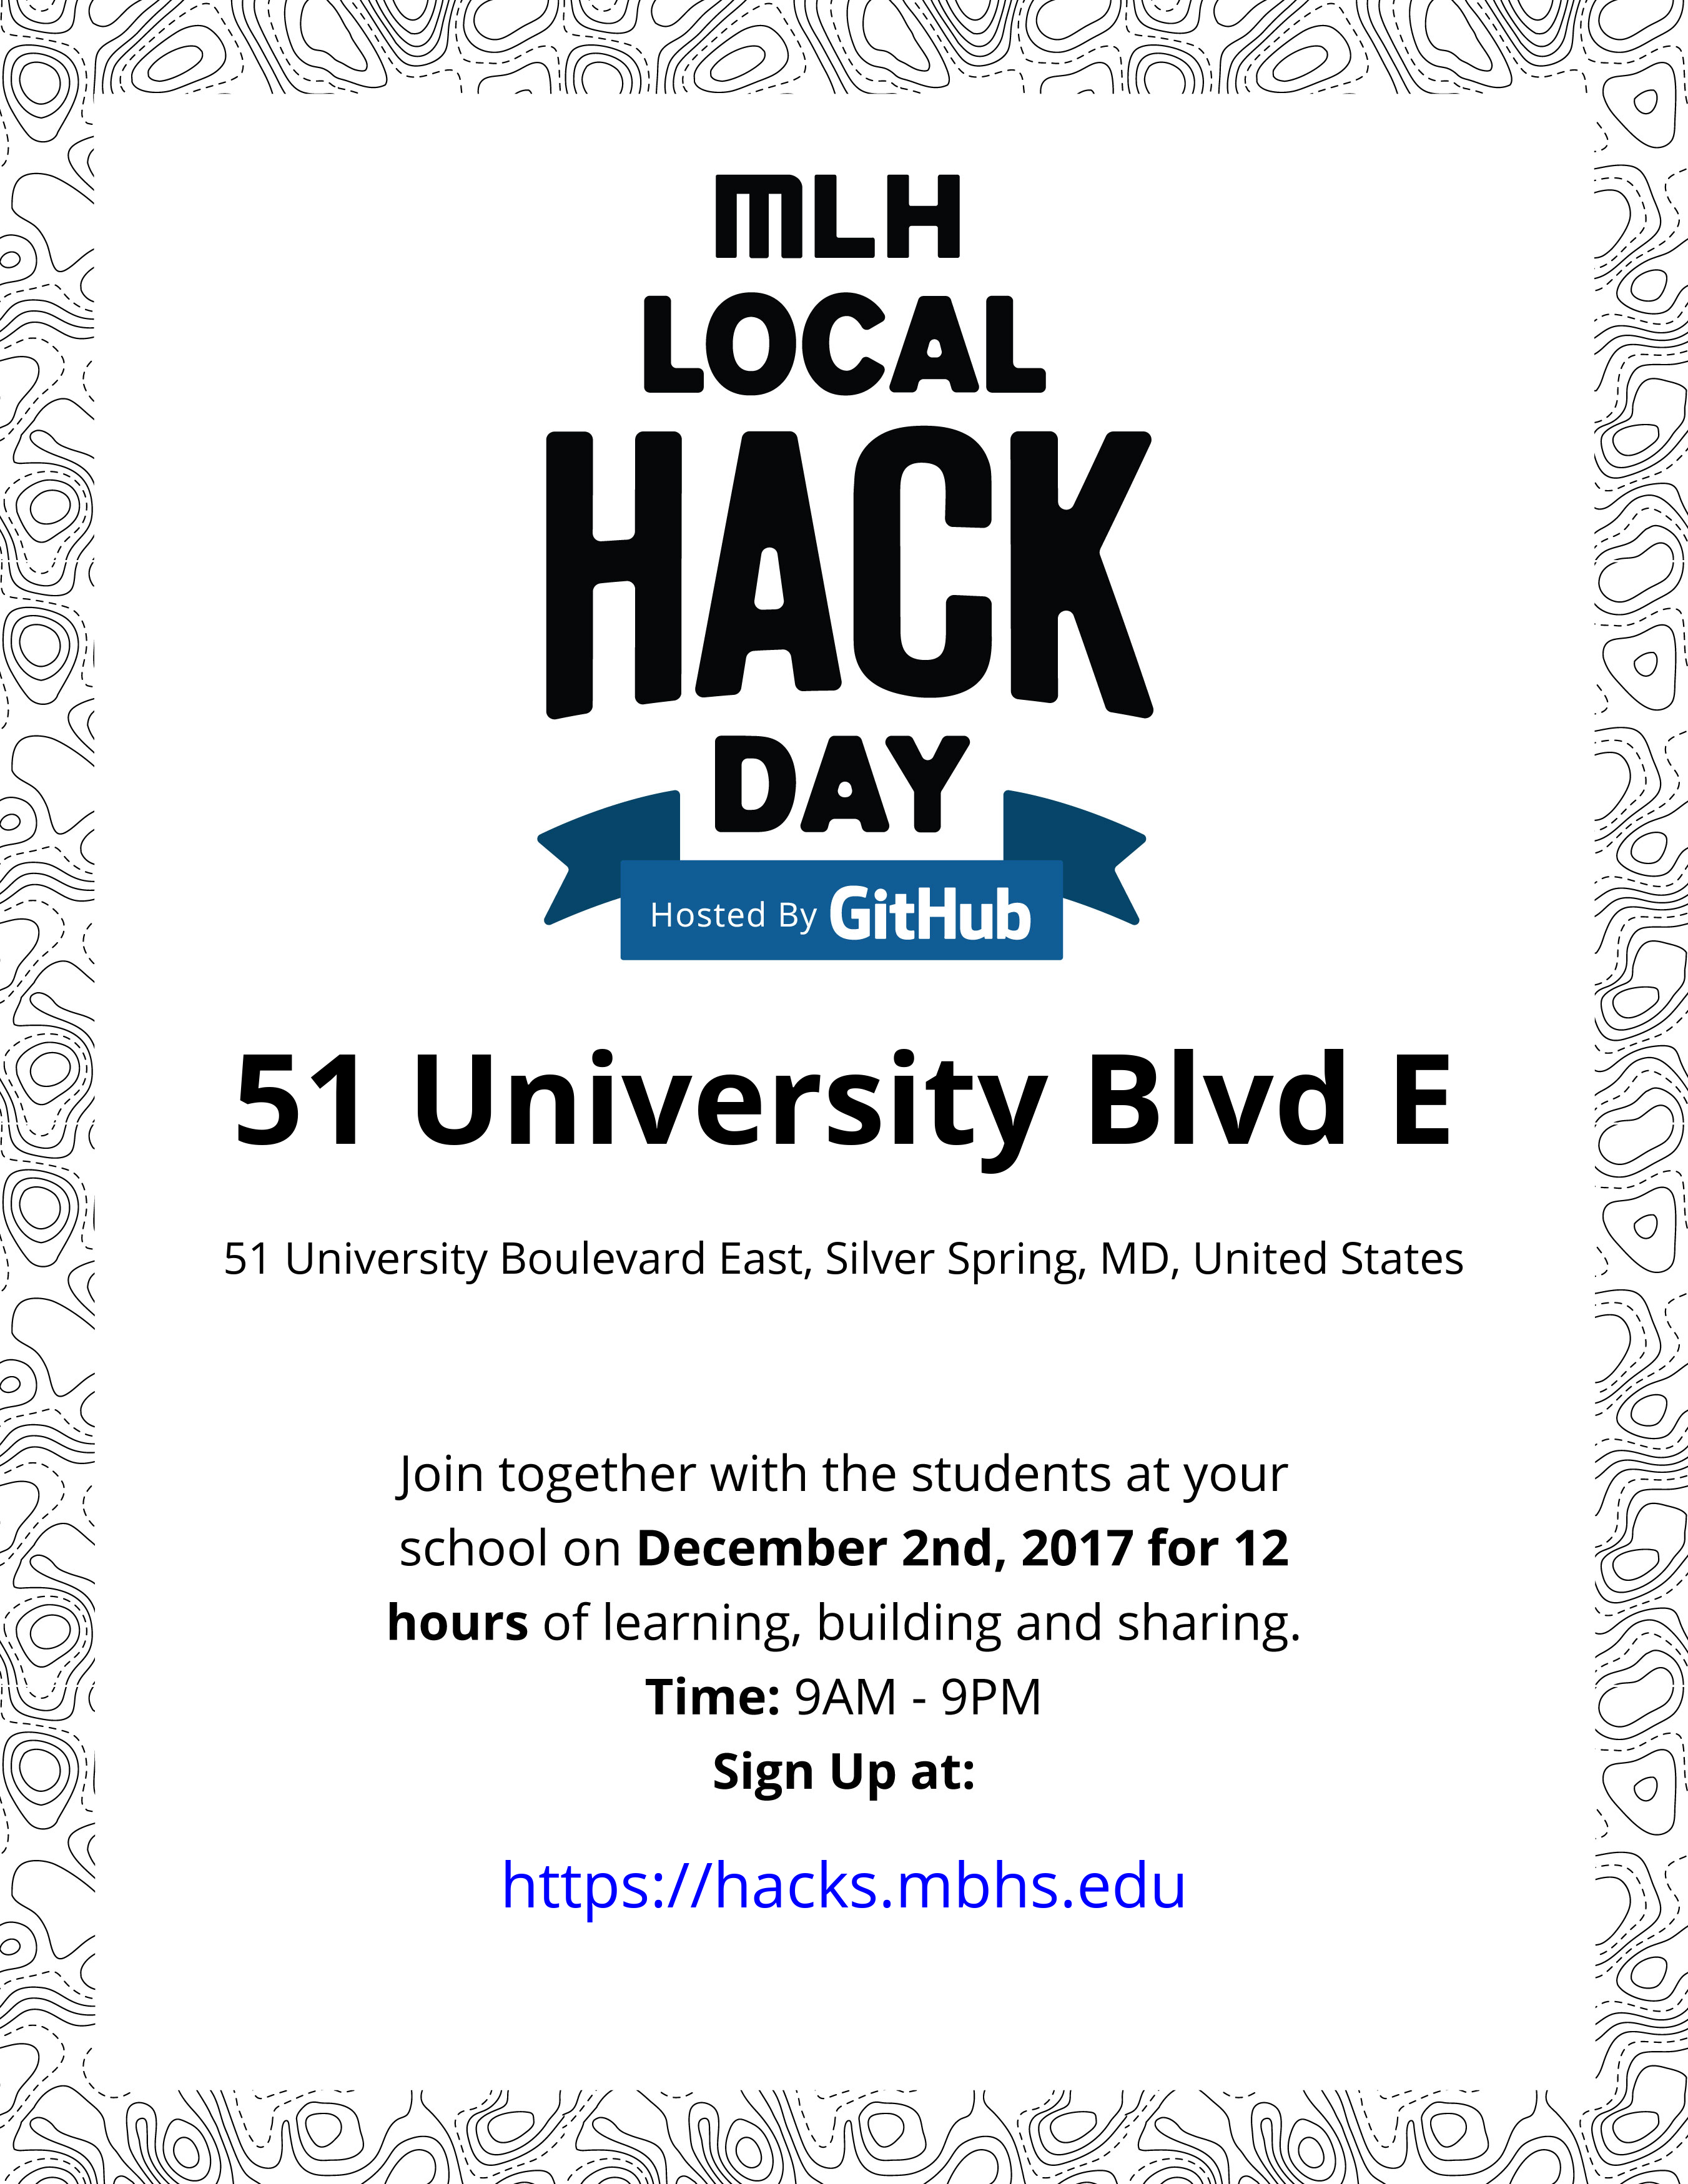 MLH
LOCAL
HACK
DAY
Hosted By GitHub
51 University Blvd E
51 University Boulevard East, Silver Spring, MD, United States
Join together with the students at your
school on December 2nd, 2017 for 12
hours of learning, building and sharing.
Time: 9AM - 9PM
Sign Up at:
https://hacks.mbhs.edu